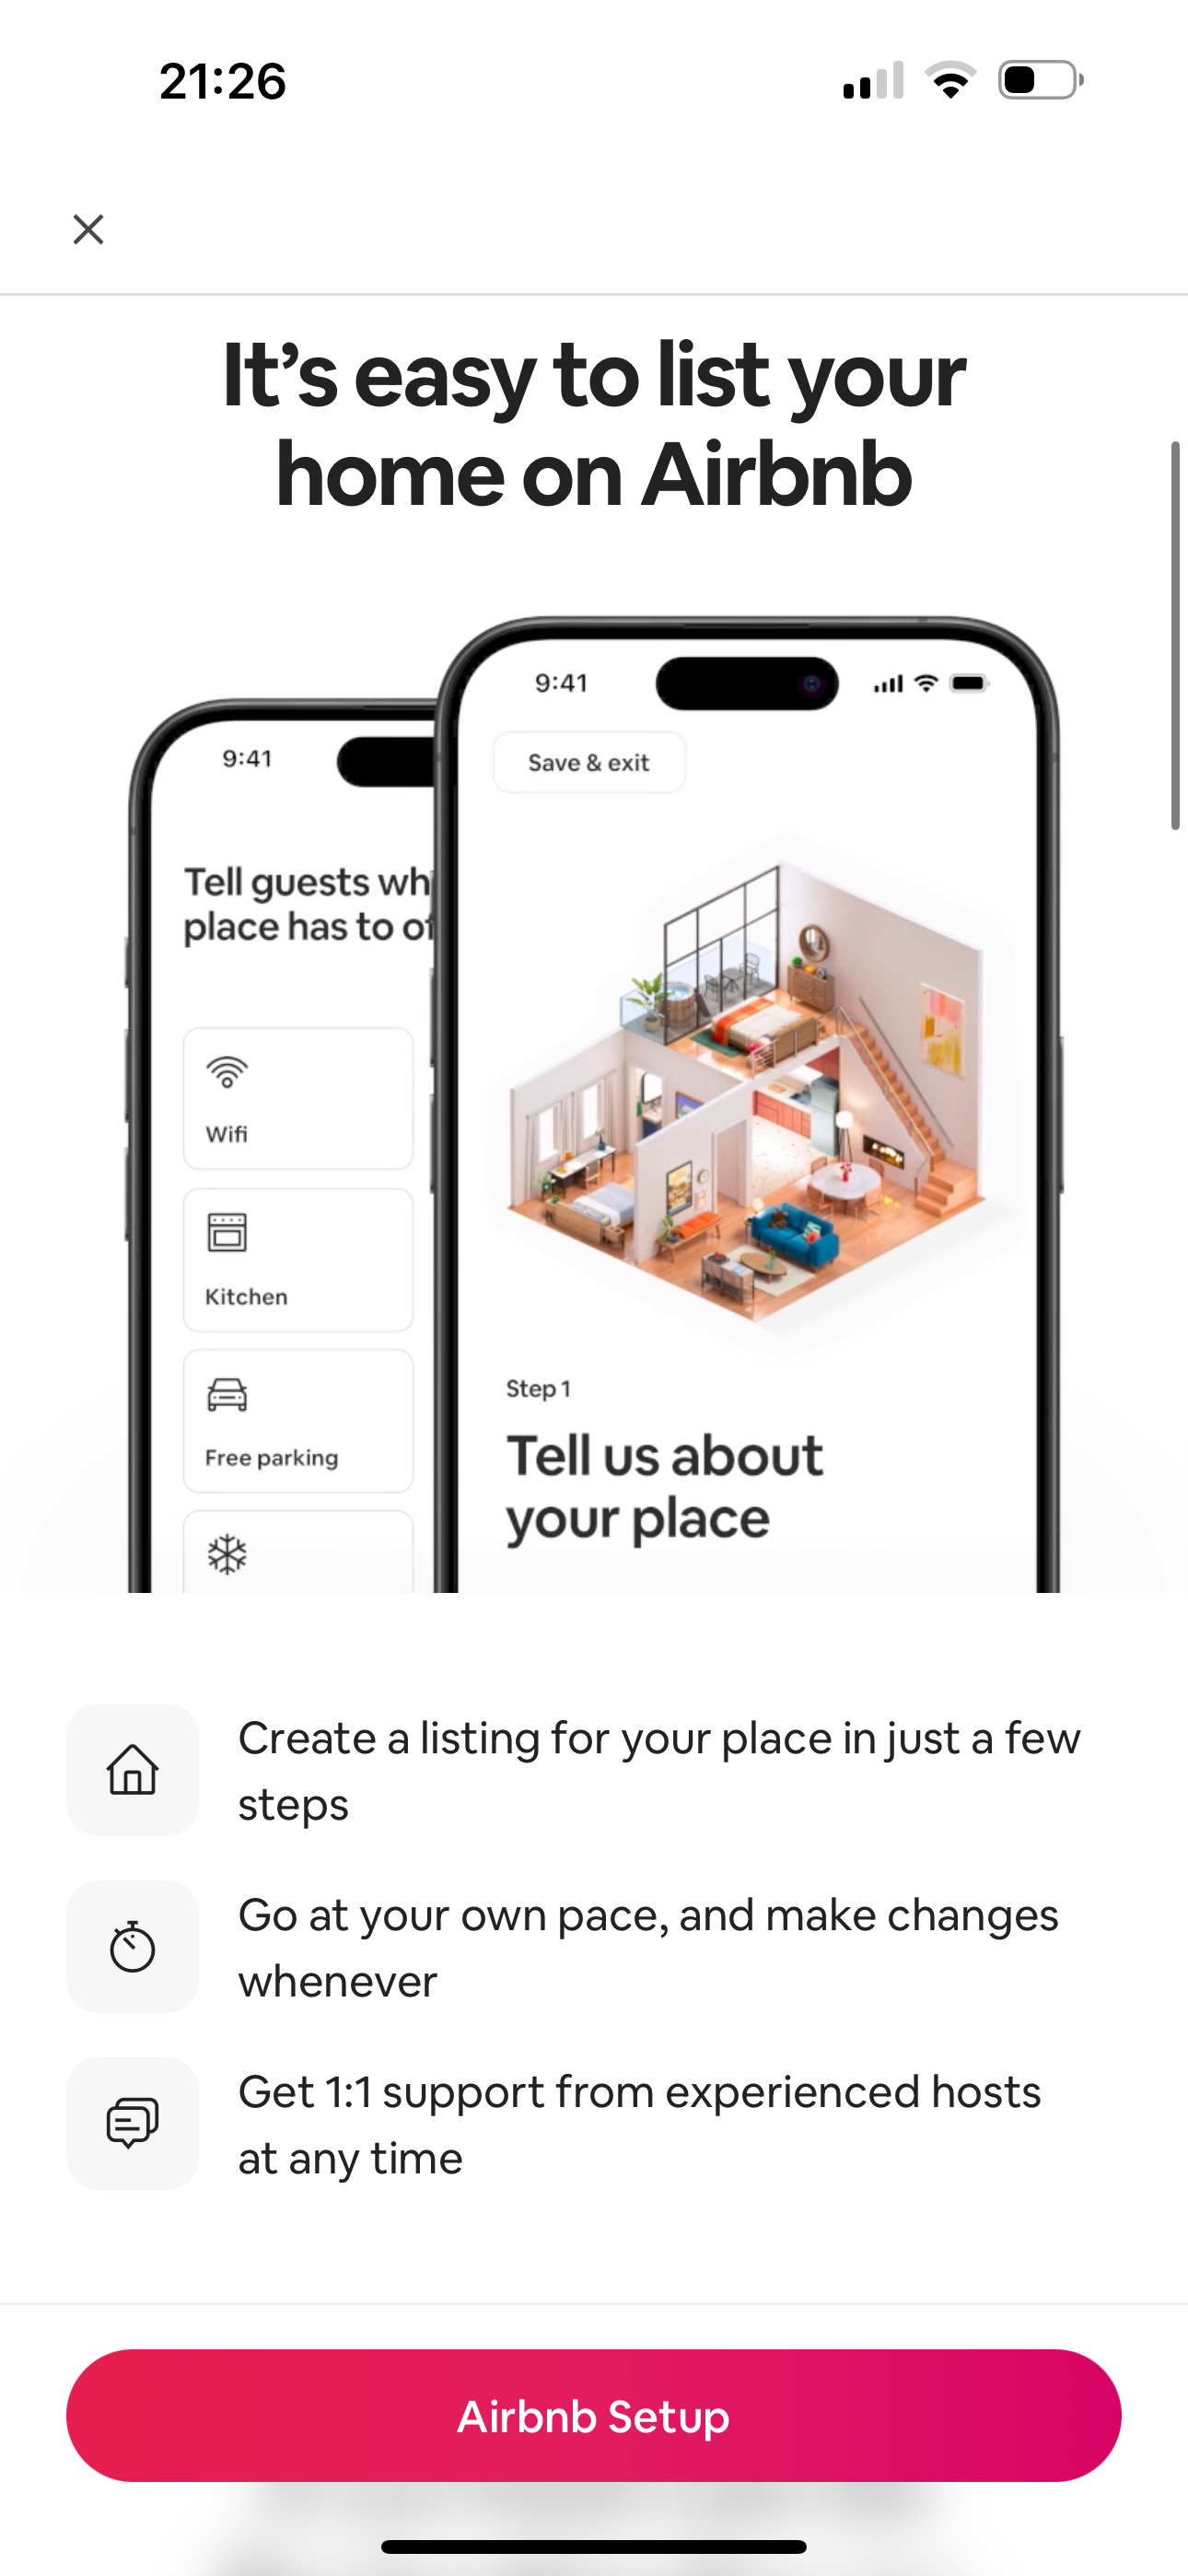 21:26
It’s easy to list your
home on Airbnb
9:41
Tell guests
place has to
Wifi
Kitchen
Free parking
9:41
Save & exit
Step 1
Tell us about
your place
Create a listing for your place in just a few
steps
Go at your own pace, and make changes
whenever
Get 1:1 support from experienced hosts
at any time
Airbnb Setup